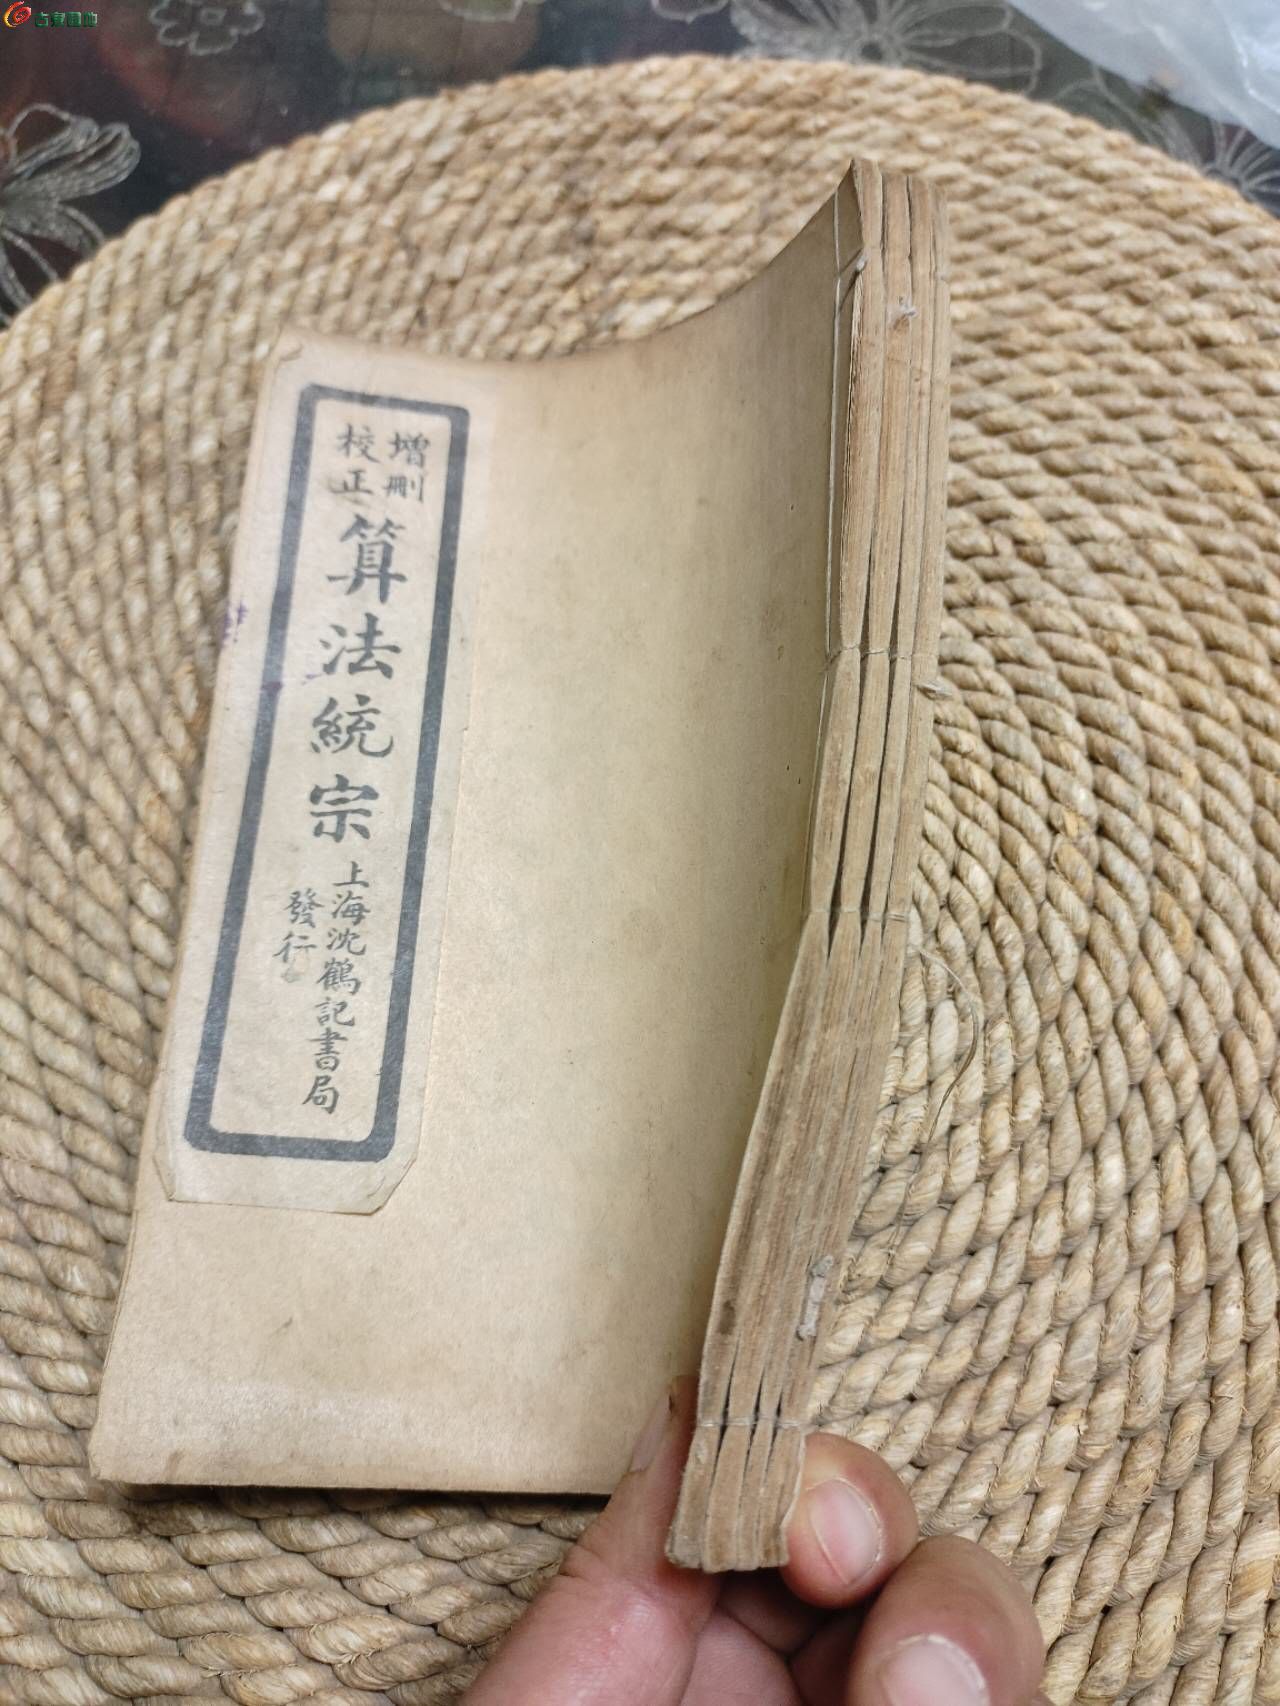 增刪
校正
算法統宗
上海沈鶴記書局
發行